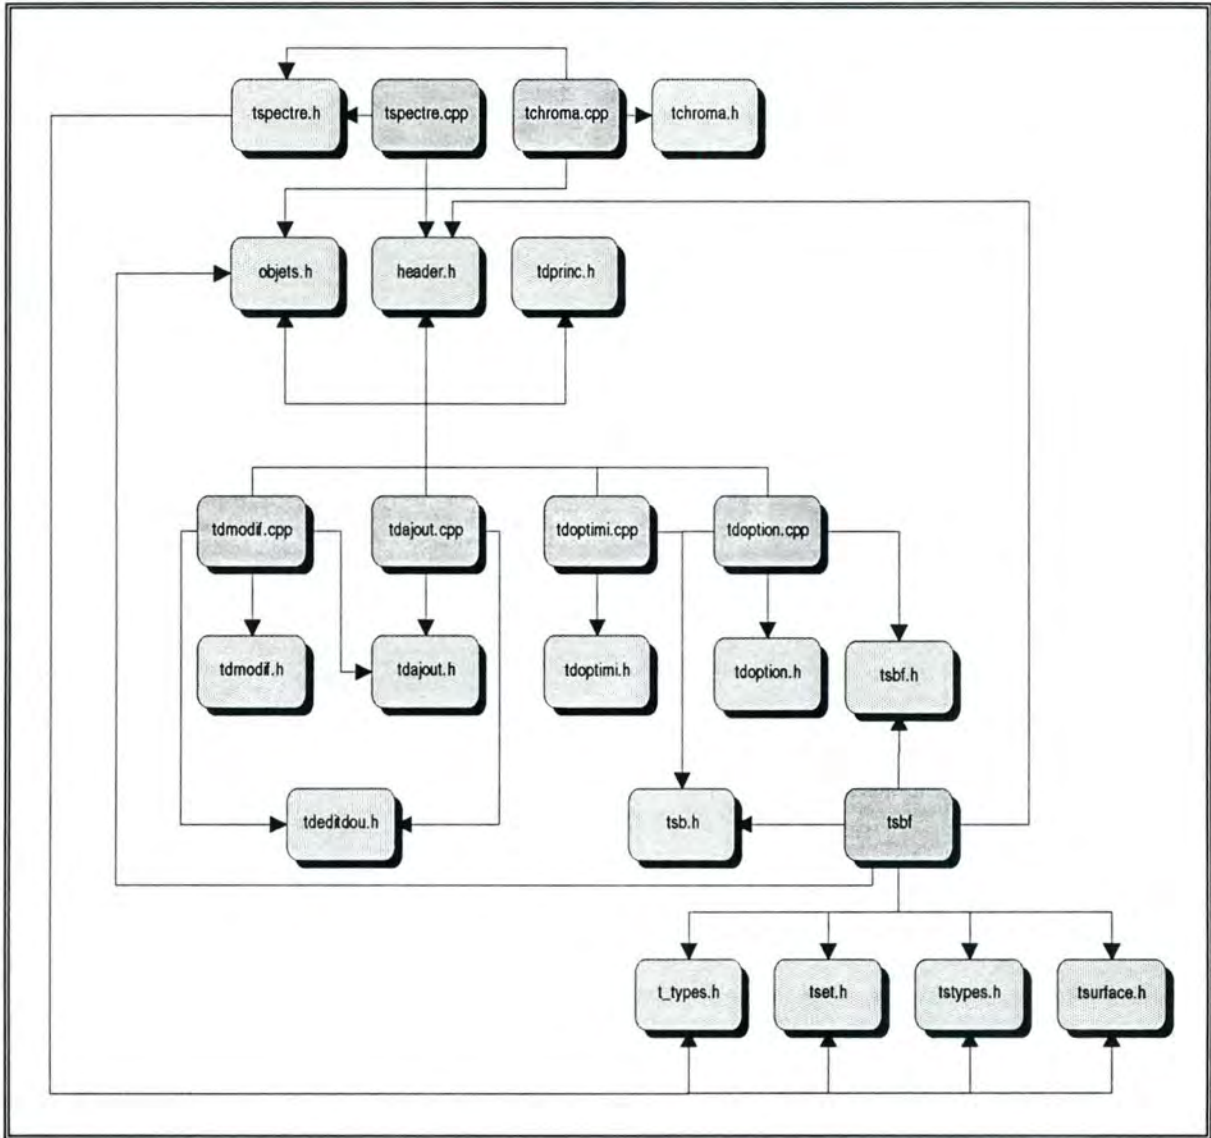 tspectre.h
tspectre.cpp
tchroma.cpp
tchroma.h
objets.h
header.h
tdprinc.h
tdmodif.cpp
tdajout.cpp
tdoptimi.cpp
tdoption.cpp
tdmodif.h
tdajout.h
tdoptimi.h
tdoption.h
tsbf.h
tdeditdou.h
tsb.h
tsbf
t_types.h
tset.h
tstypes.h
tsurface.h